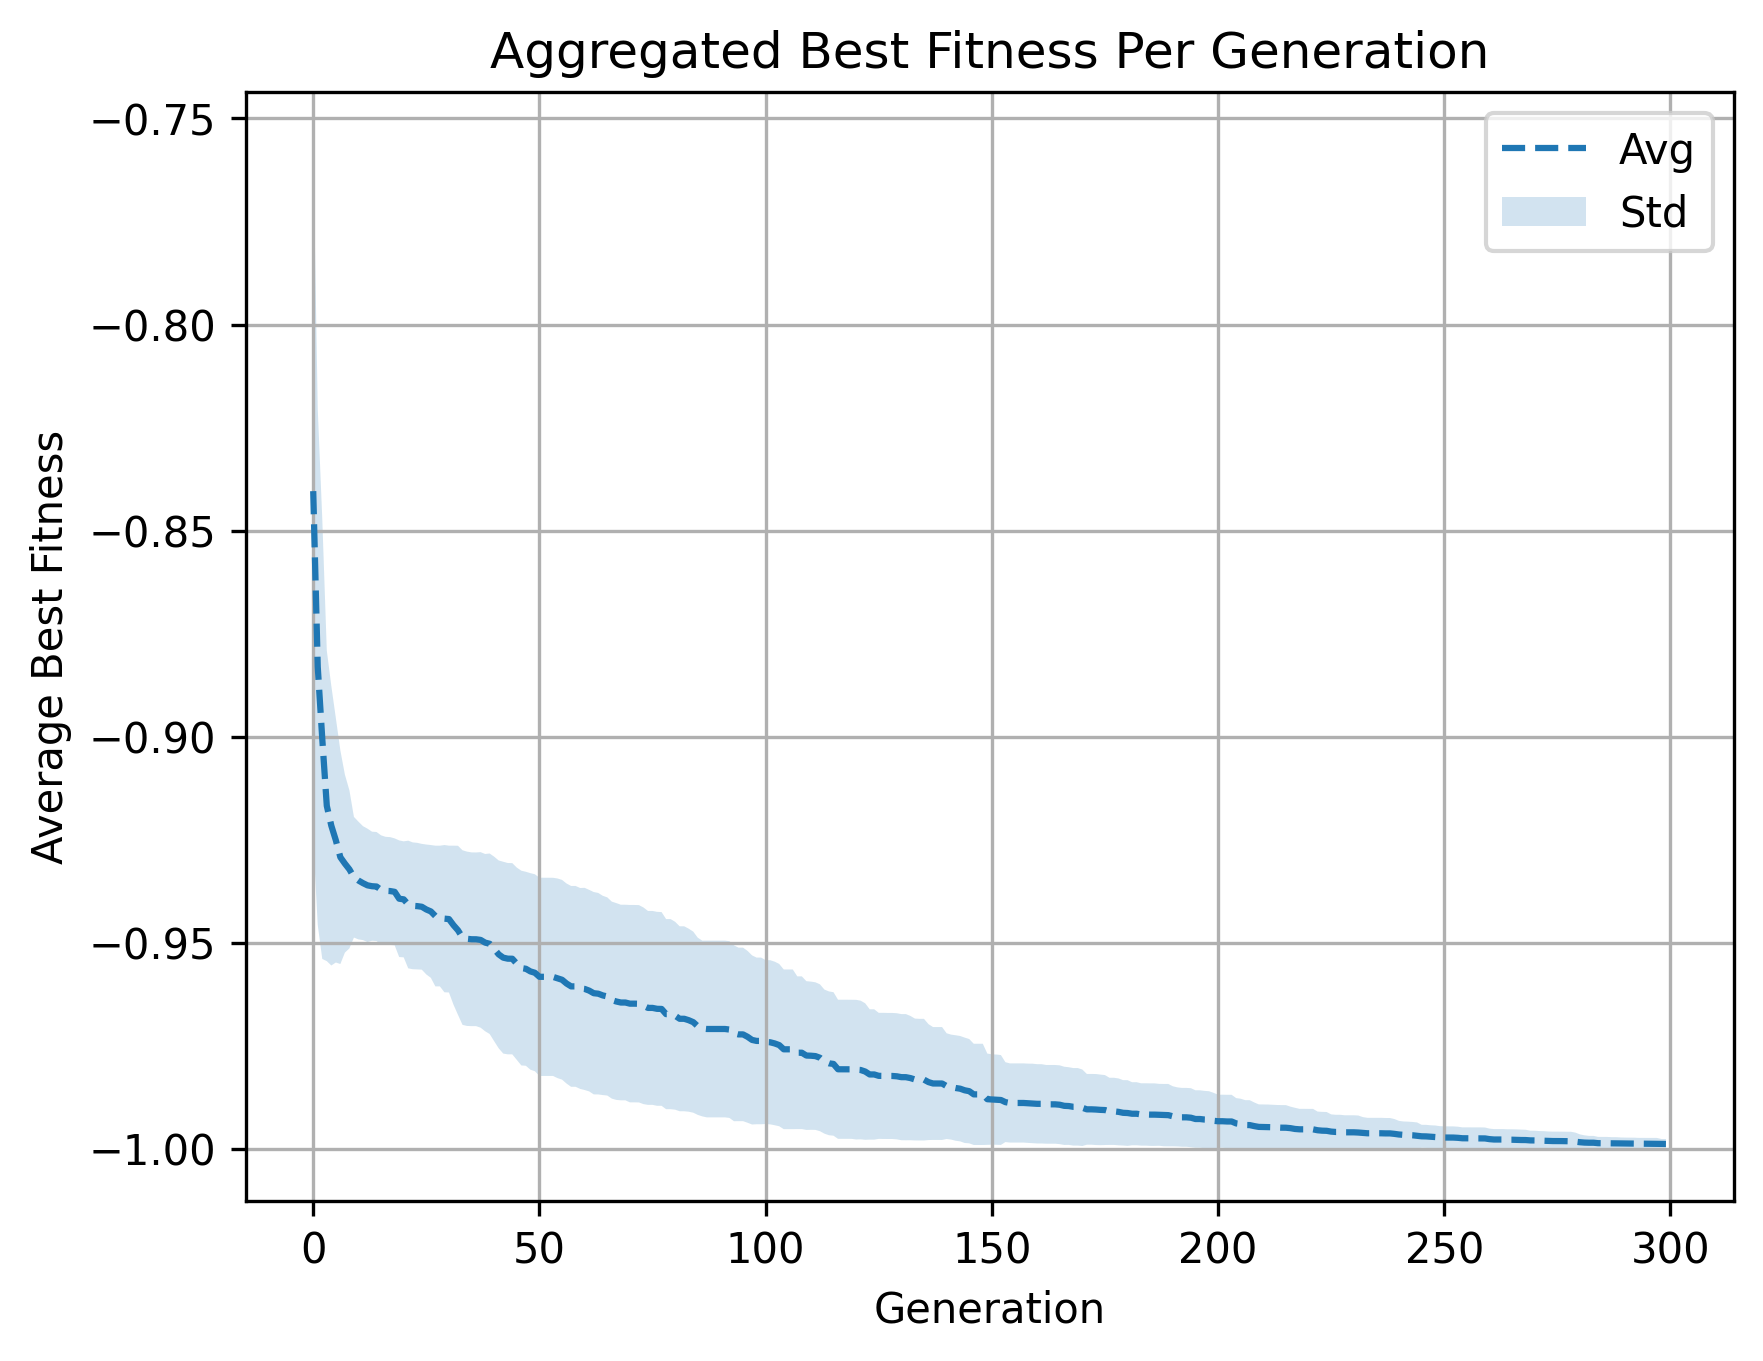 Aggregated Best Fitness Per Generation
−0.75
−0.80
−0.85
−0.90
−0.95
−1.00
Average Best Fitness
Avg
Std
0 50 100 150 200 250 300
Generation